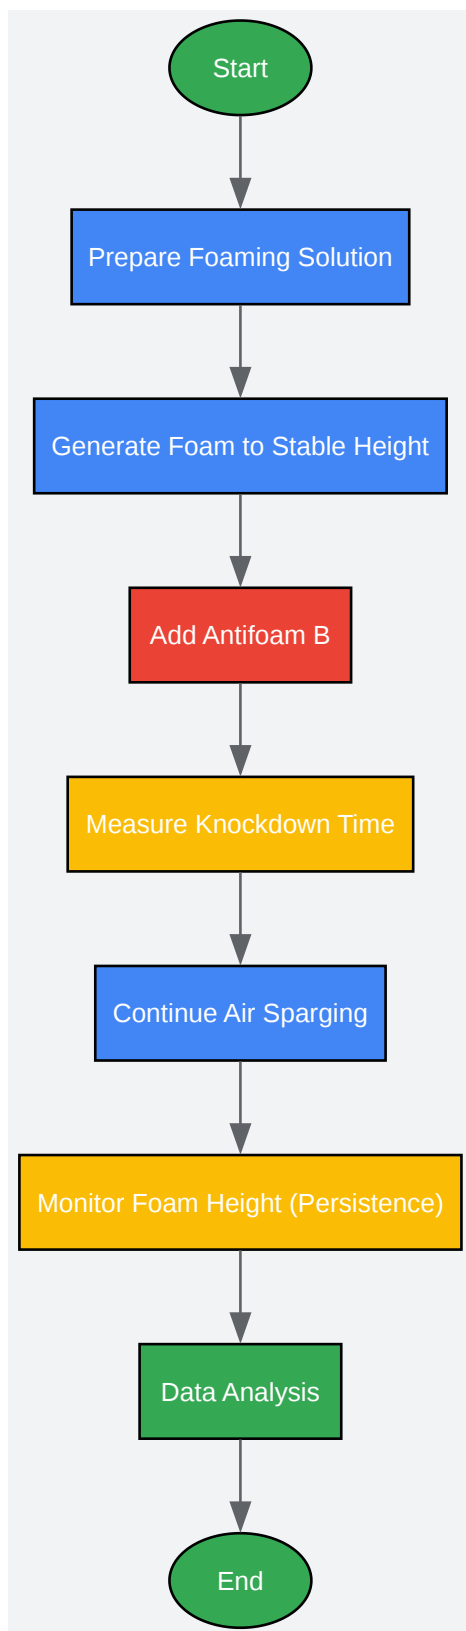 Start
Prepare Foaming Solution
Generate Foam to Stable Height
Add Antifoam B
Measure Knockdown Time
Continue Air Sparging
Monitor Foam Height (Persistence)
Data Analysis
End